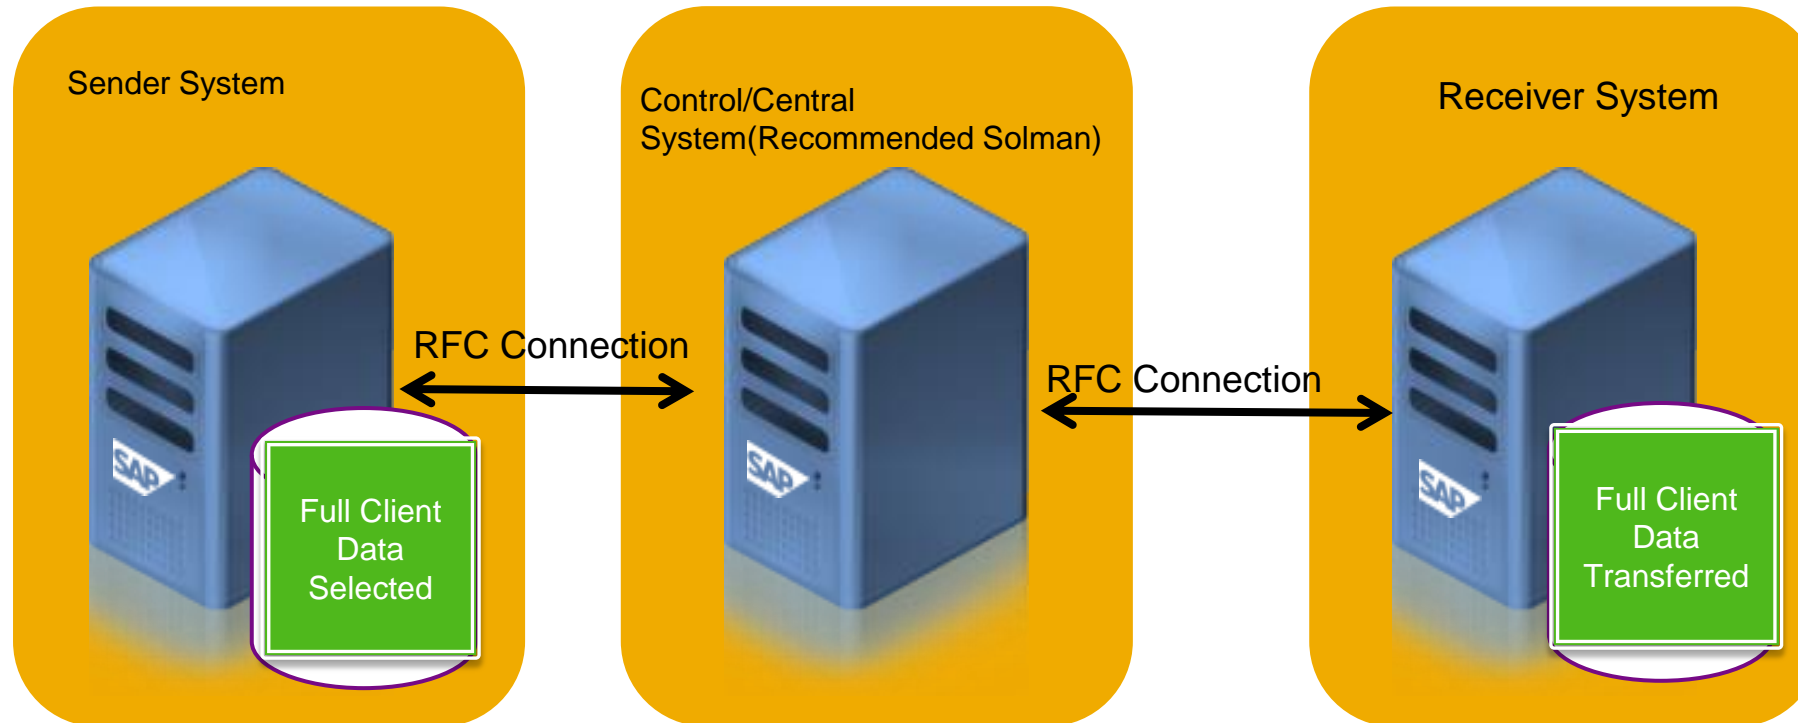 Sender System
Control/Central
System(Recommended Solman)
Receiver System
RFC Connection
RFC Connection
SAP
Full Client
Data
Selected
SAP
SAP
Full Client
Data
Transferred